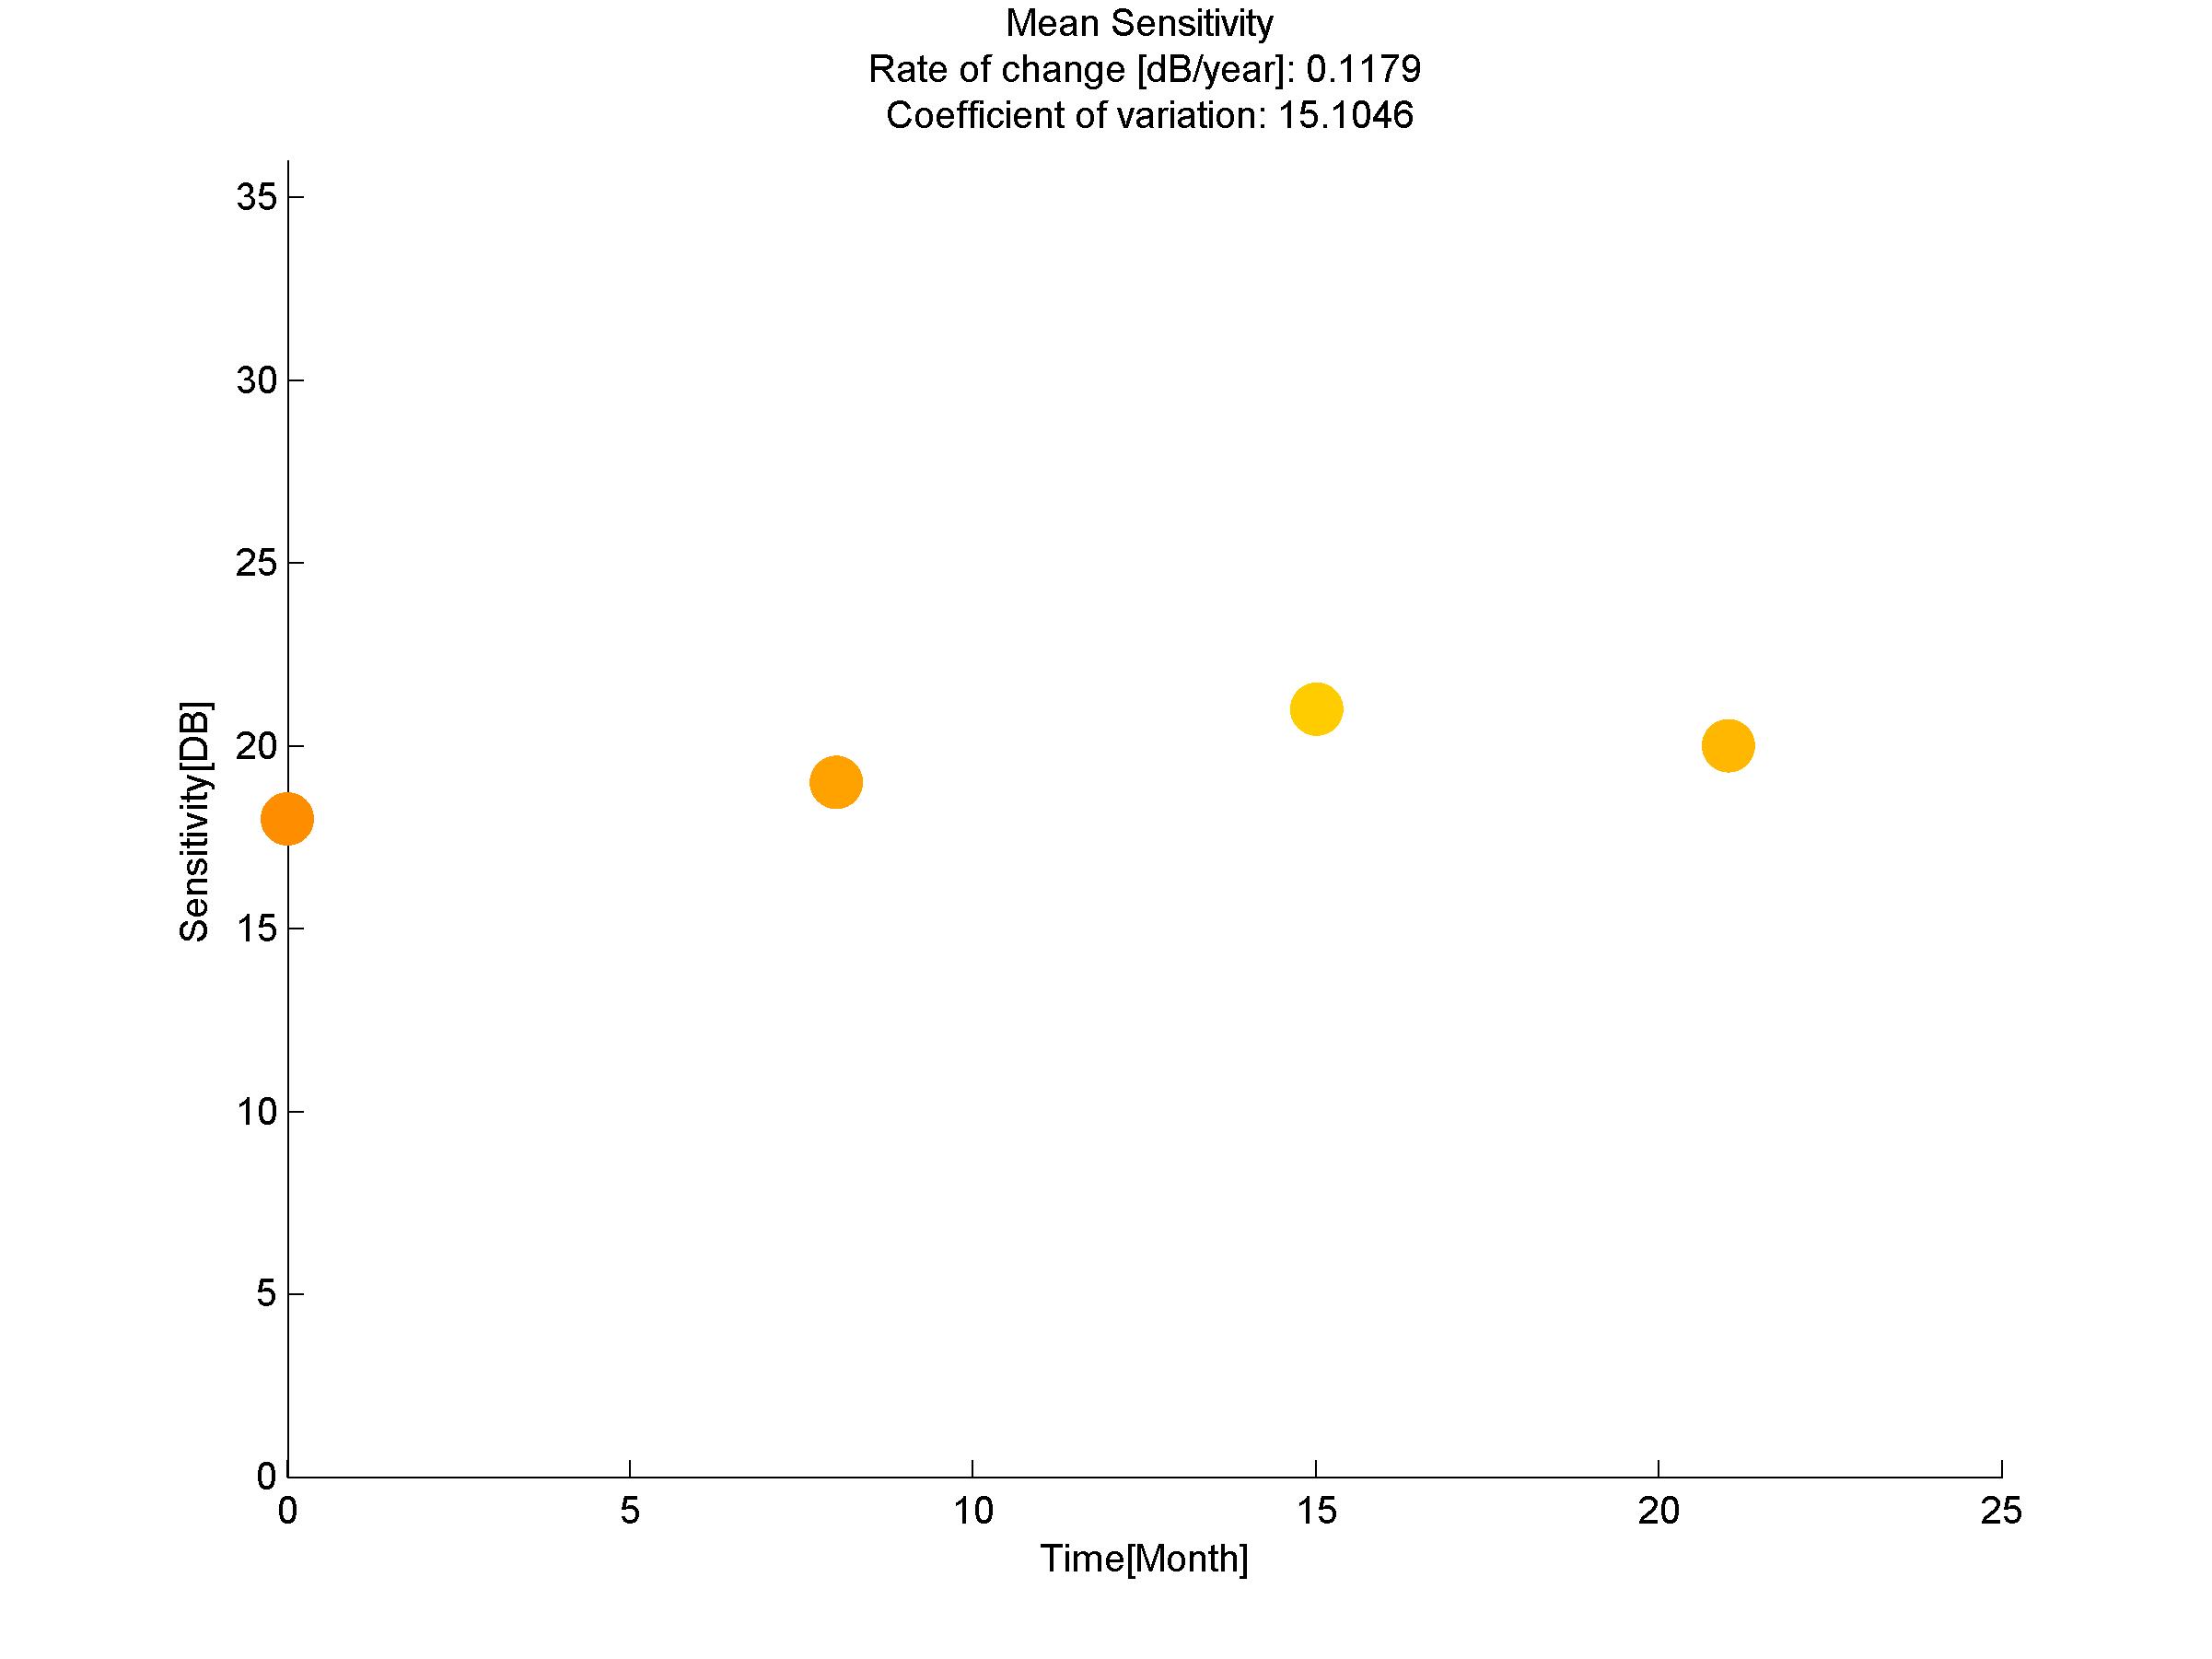 Mean Sensitivity
Rate of change [dB/year]: 0.1179
Coefficient of variation: 15.1046
35
30
25
20
15
10
5
0
Sensitivity[DB]
0 5 10 15 20 25
Time[Month]